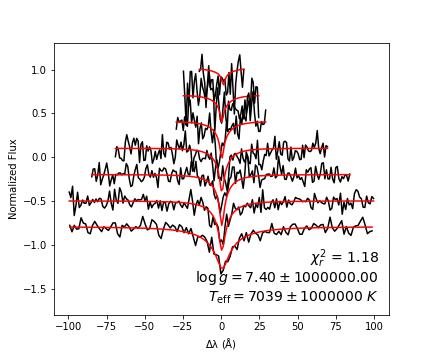 1.0
0.5
0.0
−0.5
−1.0
−1.5
Normalized Flux
χ²ᵣ = 1.18
log g = 7.40 ± 1000000.00
T_eff = 7039 ± 1000000 K
−100 −75 −50 −25 0 25 50 75 100
Δλ (Å)